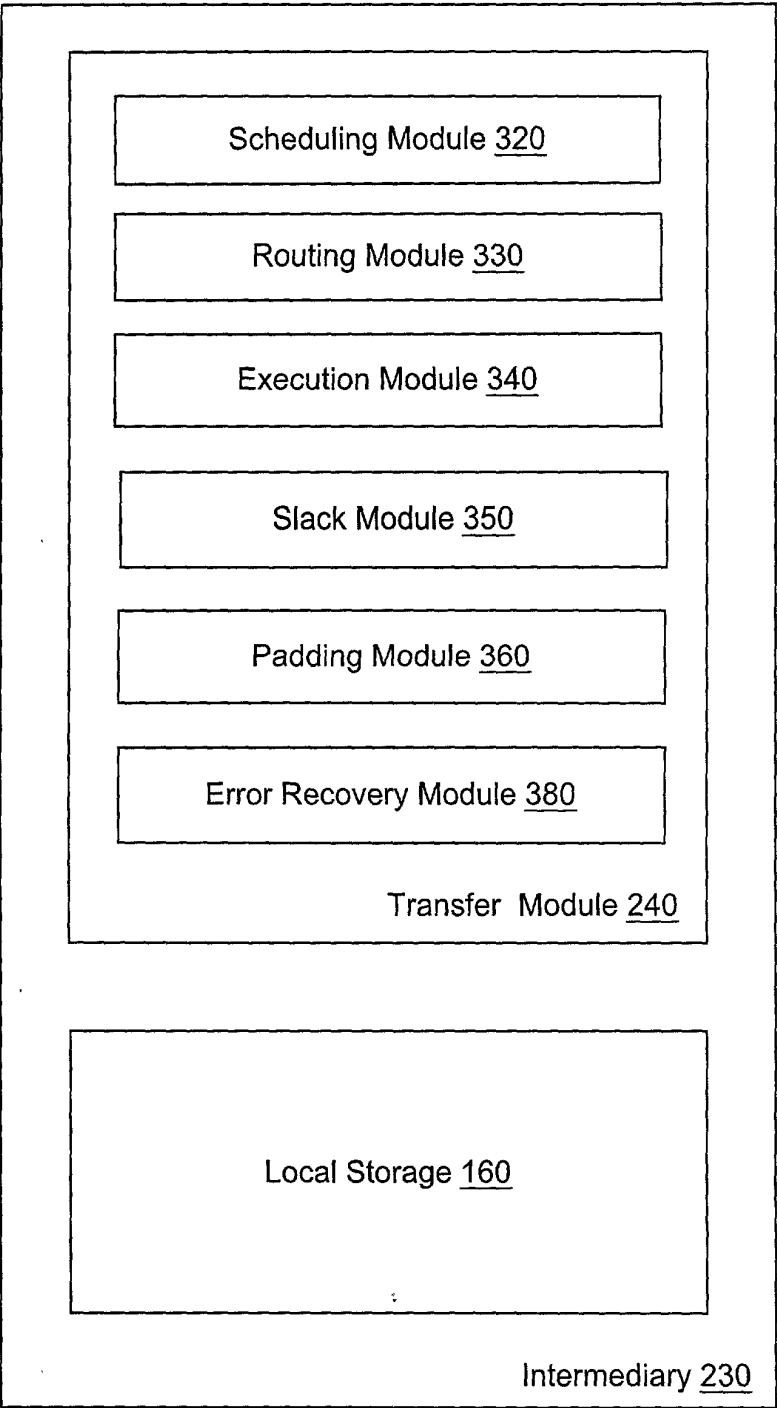 Scheduling Module 320
Routing Module 330
Execution Module 340
Slack Module 350
Padding Module 360
Error Recovery Module 380
Transfer Module 240
Local Storage 160
Intermediary 230